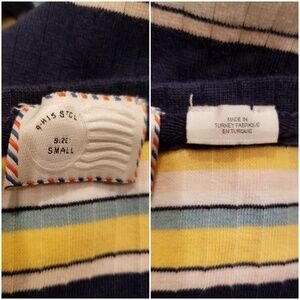 SIZE:
SMALL
MADE IN
TURKEY FABRIQUE
EN TURQUIE